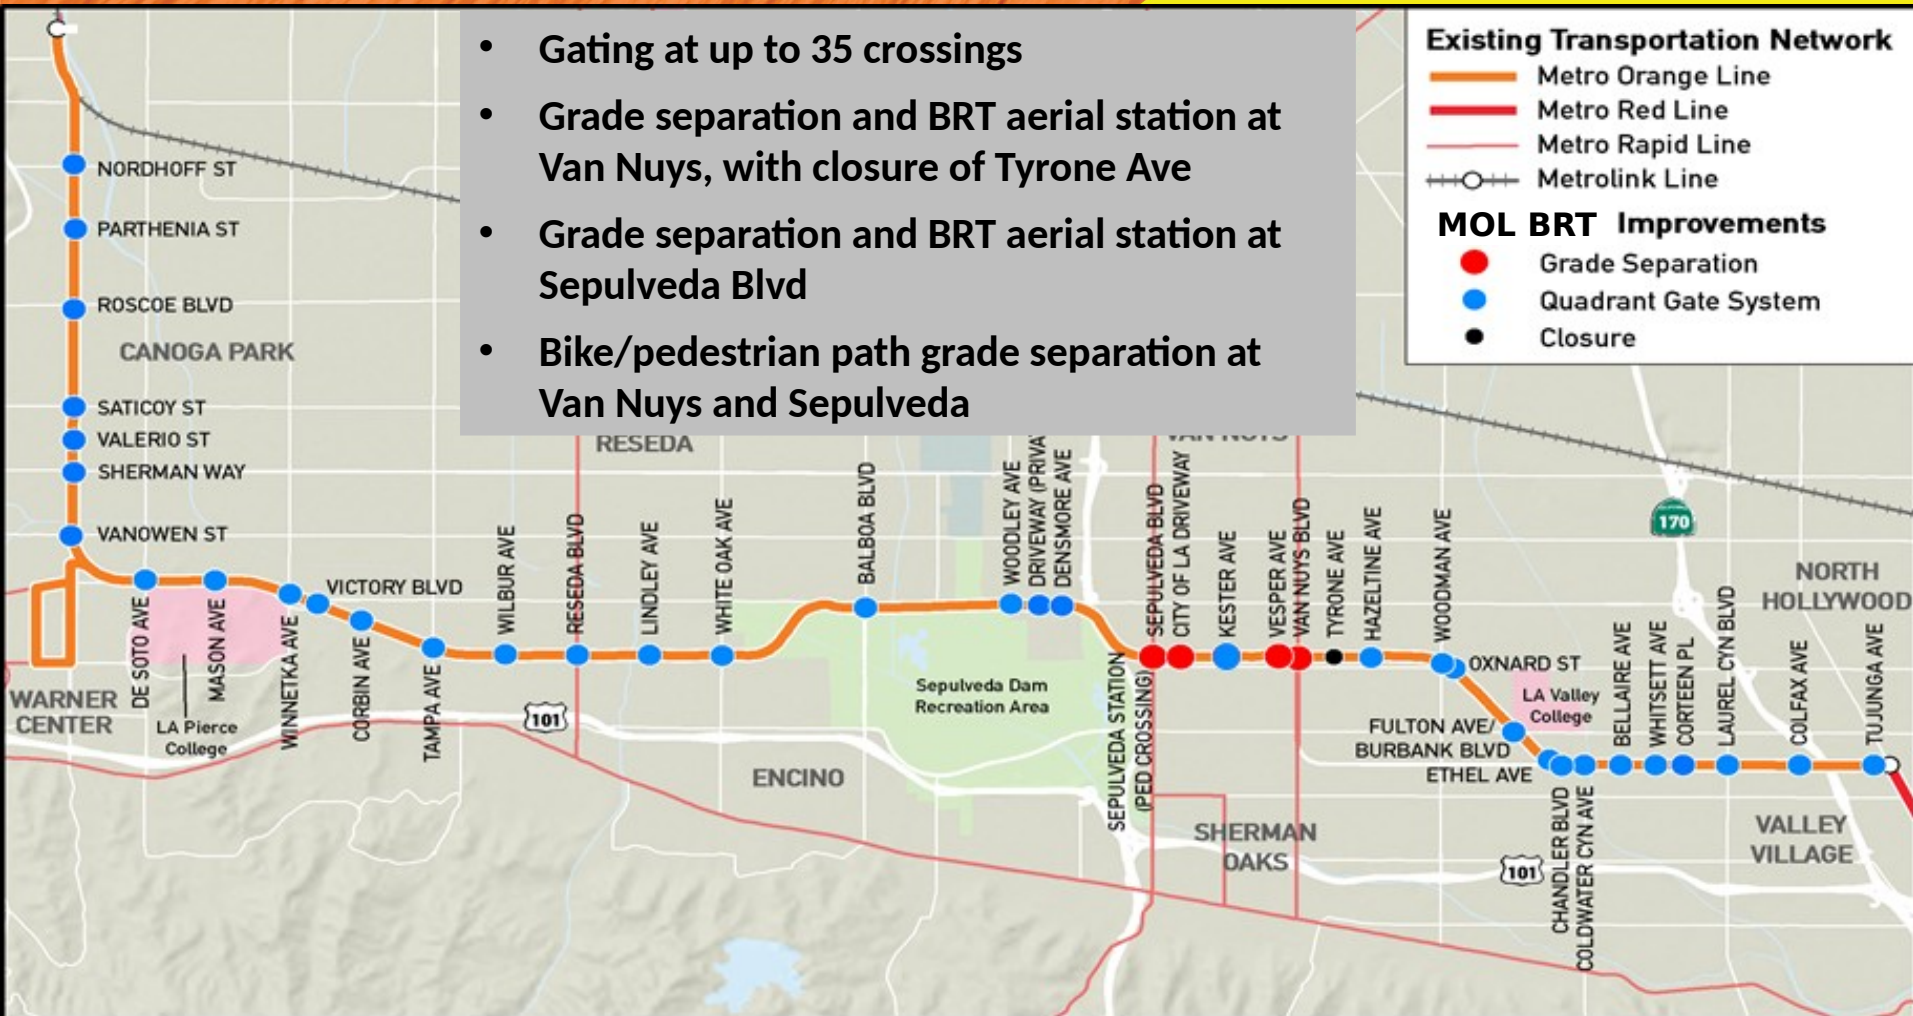 • Gating at up to 35 crossings
• Grade separation and BRT aerial station at
Van Nuys, with closure of Tyrone Ave
• Grade separation and BRT aerial station at
Sepulveda Blvd
• Bike/pedestrian path grade separation at
Van Nuys and Sepulveda
Existing Transportation Network
Metro Orange Line
Metro Red Line
Metro Rapid Line
Metrolink Line
MOL BRT Improvements
Grade Separation
Quadrant Gate System
Closure
NORDHOFF ST
PARTHENIA ST
ROSCOE BLVD
CANOGA PARK
SATICOY ST
VALERIO ST
SHERMAN WAY
VANOWEN ST
RESEDA
VAN NUYS
170
NORTH
HOLLYWOOD
WARNER
CENTER
DE SOTO AVE
LA Pierce
College
MASON AVE
WINNETKA AVE
VICTORY BLVD
CORBIN AVE
TAMPA AVE
WILBUR AVE
RESEDA BLVD
LINDLEY AVE
WHITE OAK AVE
BALBOA BLVD
WOODLEY AVE
DRIVEWAY (PRIVA
DENSMORE AVE
Sepulveda Dam
Recreation Area
SEPULVEDA STATION
(PED CROSSING)
SEPULVEDA BLVD
CITY OF LA DRIVEWAY
KESTER AVE
VESPER AVE
VAN NUYS BLVD
TYRONE AVE
HAZELTINE AVE
WOODMAN AVE
OXNARD ST
LA Valley
College
FULTON AVE/
BURBANK BLVD
ETHEL AVE
CHANDLER BLVD
COLDWATER CYN AVE
BELLAIRE AVE
WHITSETT AVE
CORTEEN PL
LAUREL CYN BLVD
COLFAX AVE
TUJUNGA AVE
101
ENCINO
SHERMAN
OAKS
101
VALLEY
VILLAGE